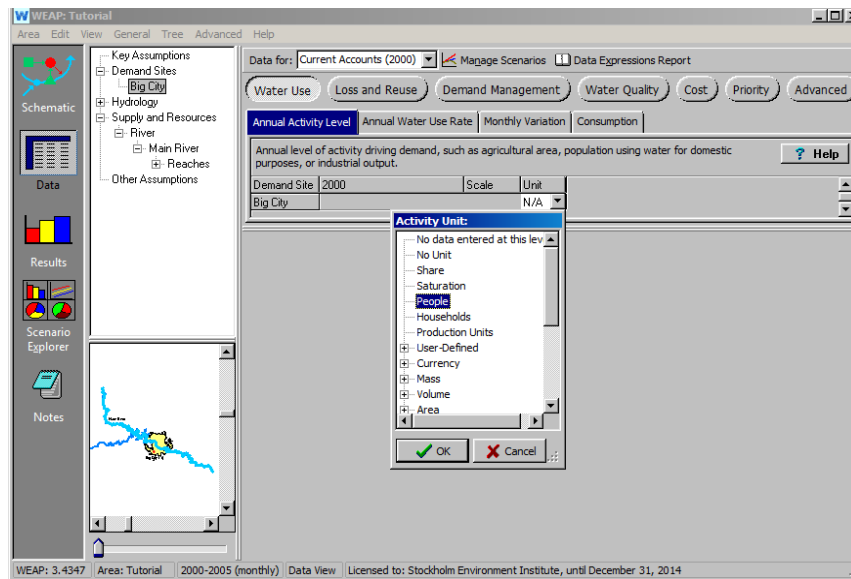 WEAP: Tutorial
Area Edit View General Tree Advanced Help
Schematic
Data
Results
Scenario
Explorer
Notes
Key Assumptions
Demand Sites
Big City
Hydrology
Supply and Resources
River
Main River
Reaches
Other Assumptions
Data for: Current Accounts (2000) Manage Scenarios Data Expressions Report
Water Use Loss and Reuse Demand Management Water Quality Cost Priority Advanced
Annual Activity Level Annual Water Use Rate Monthly Variation Consumption
Annual level of activity driving demand, such as agricultural area, population using water for domestic
purposes, or industrial output.
? Help
Demand Site 2000 Scale Unit
Big City N/A
Activity Unit:
No data entered at this lev
No Unit
Share
Saturation
People
Households
Production Units
User-Defined
Currency
Mass
Volume
Area
OK Cancel
WEAP: 3.4347 Area: Tutorial 2000-2005 (monthly) Data View Licensed to: Stockholm Environment Institute, until December 31, 2014